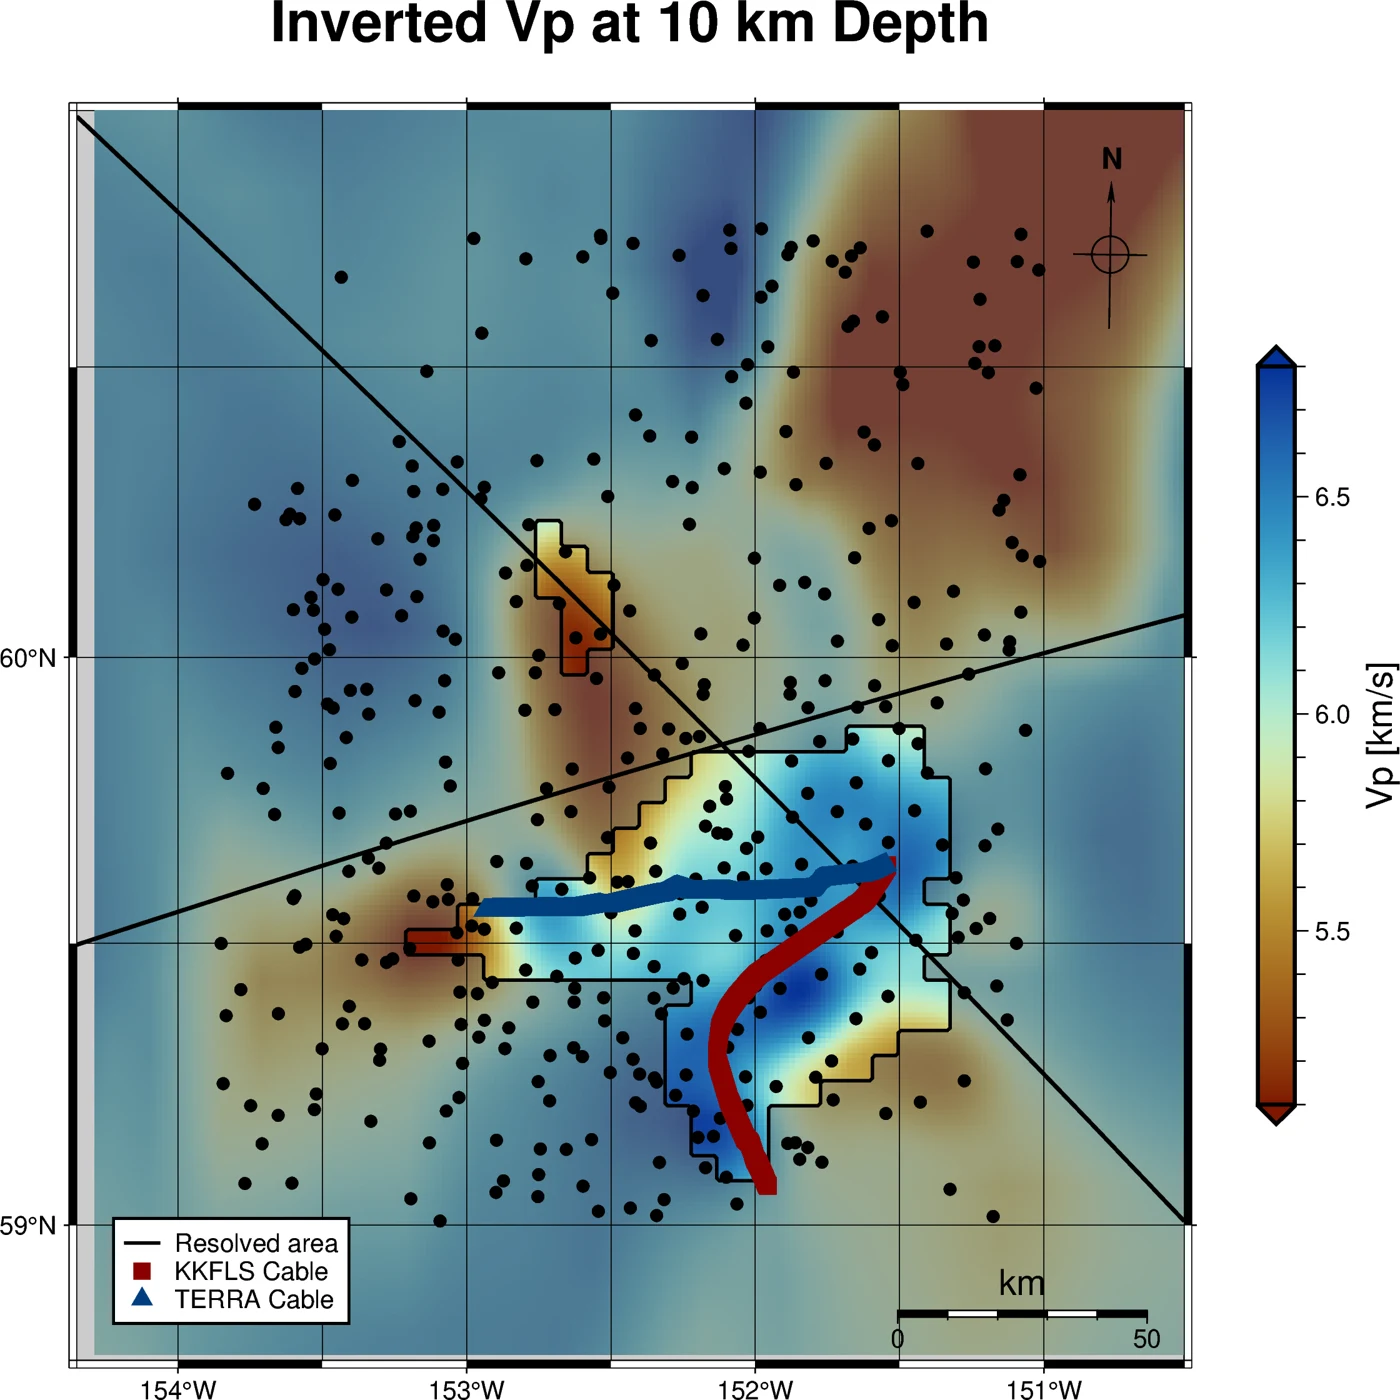 Inverted Vp at 10 km Depth
N
6.5
6.0
5.5
Vp [km/s]
60°N
59°N
Resolved area
KKFLS Cable
TERRA Cable
km
0
50
154°W
153°W
152°W
151°W